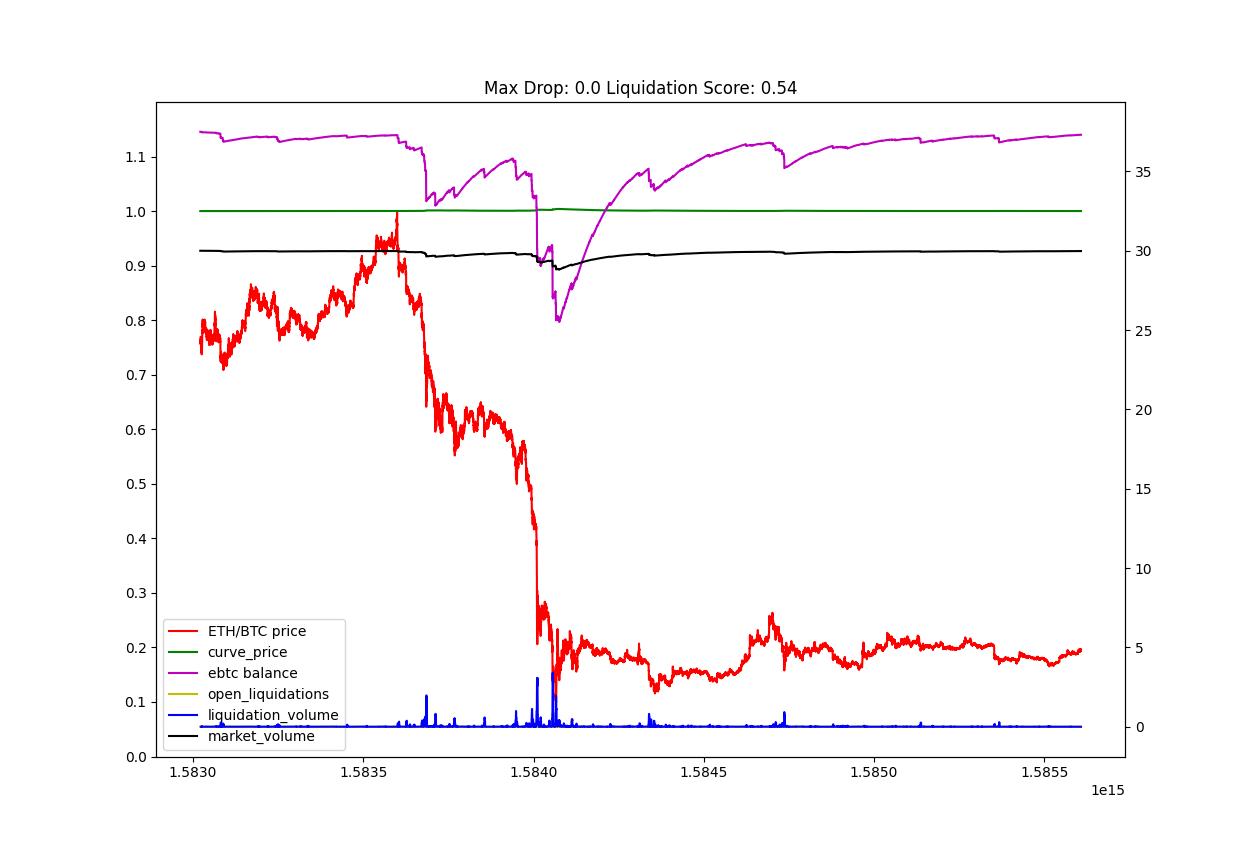 Max Drop: 0.0 Liquidation Score: 0.54
1.1
1.0
0.9
0.8
0.7
0.6
0.5
0.4
0.3
0.2
0.1
0.0
35
30
25
20
15
10
5
0
ETH/BTC price
curve_price
ebtc balance
open_liquidations
liquidation_volume
market_volume
1.5830 1.5835 1.5840 1.5845 1.5850 1.5855
1e15